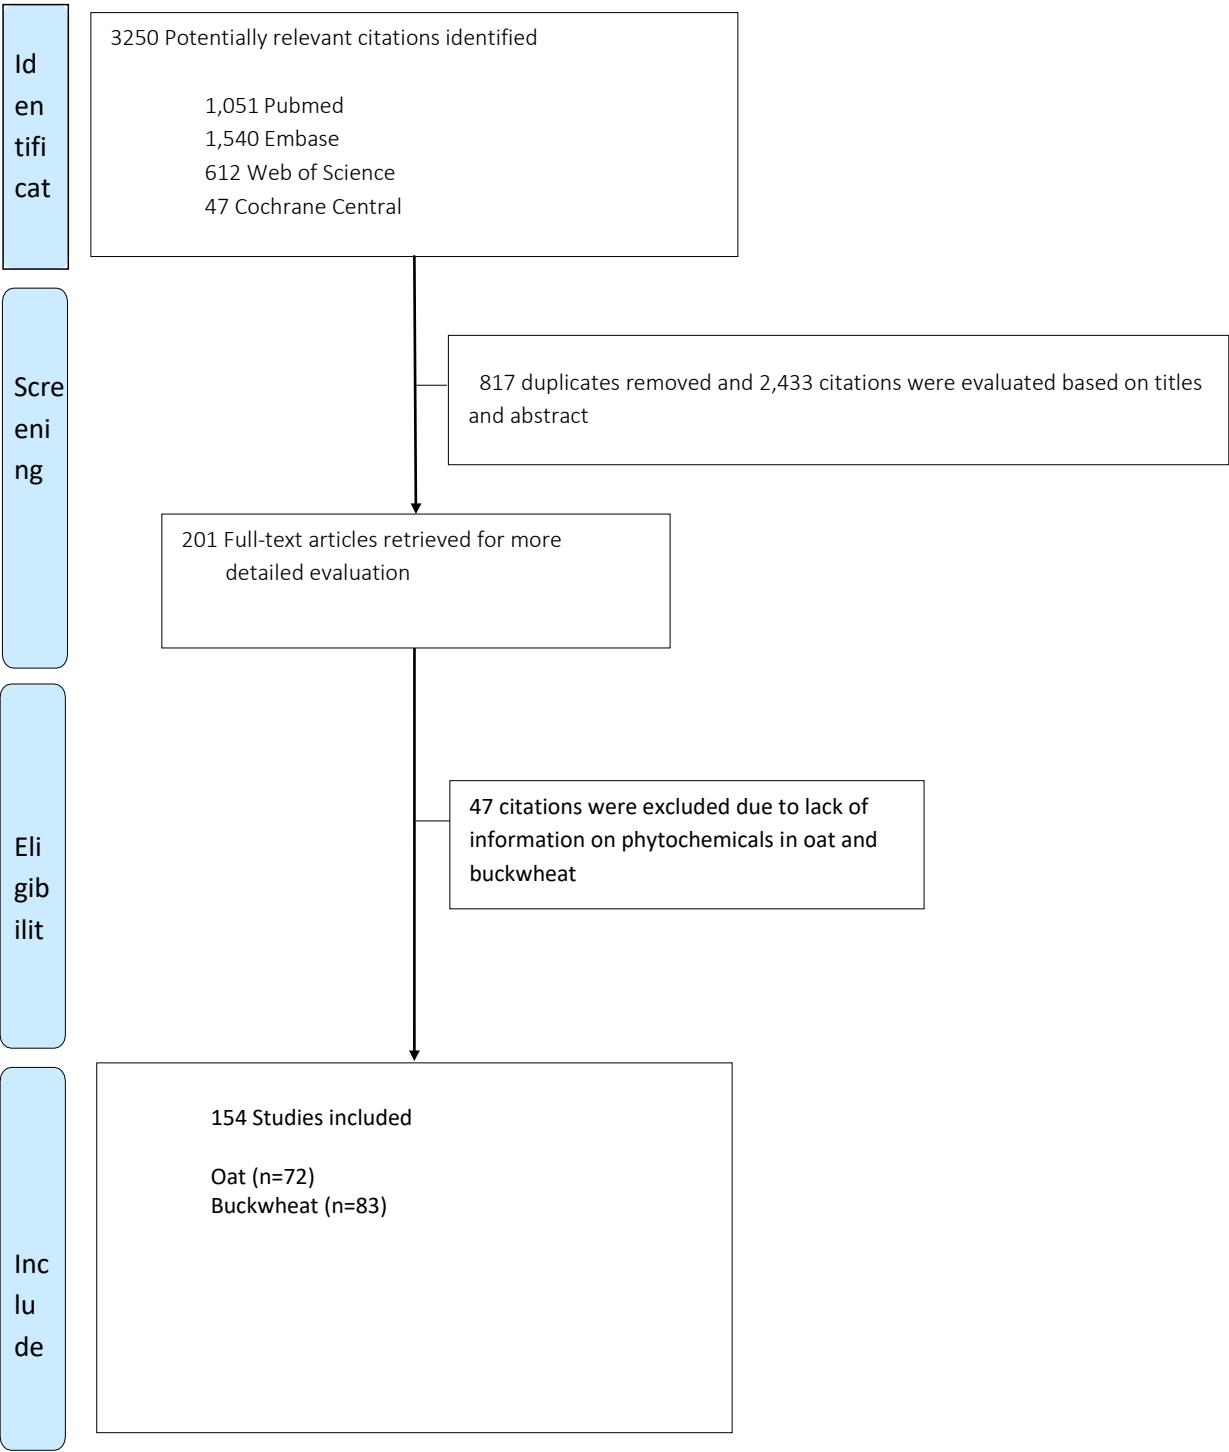 Id
en
tifi
cat
3250 Potentially relevant citations identified
1,051 Pubmed
1,540 Embase
612 Web of Science
47 Cochrane Central
Scre
eni
ng
817 duplicates removed and 2,433 citations were evaluated based on titles
and abstract
201 Full-text articles retrieved for more
detailed evaluation
Eli
gib
ilit
47 citations were excluded due to lack of
information on phytochemicals in oat and
buckwheat
Inc
lu
de
154 Studies included
Oat (n=72)
Buckwheat (n=83)